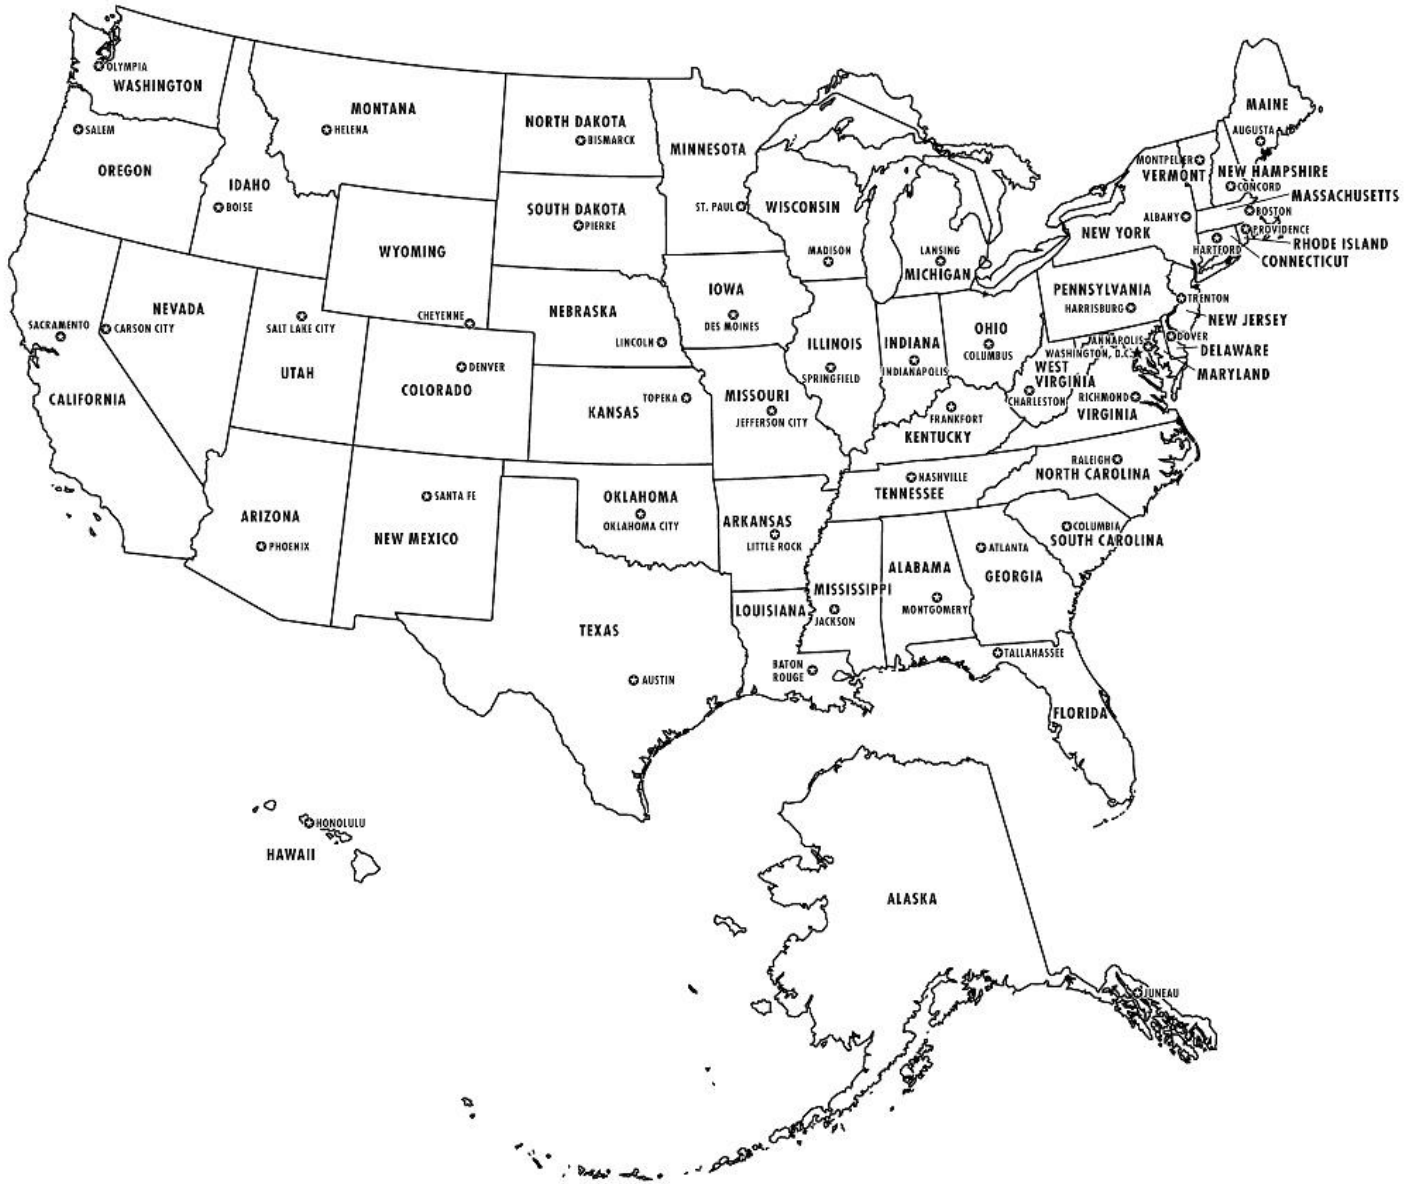 OLYMPIA
WASHINGTON
SALEM
OREGON
MONTANA
HELENA
IDAHO
BOISE
NORTH DAKOTA
BISMARCK
SOUTH DAKOTA
PIERRE
MINNESOTA
ST. PAUL
WISCONSIN
MADISON
LANSING
MICHIGAN
MAINE
AUGUSTA
MONTPELIER
VERMONT
NEW HAMPSHIRE
CONCORD
MASSACHUSETTS
BOSTON
ALBANY
NEW YORK
PROVIDENCE
RHODE ISLAND
HARTFORD
CONNECTICUT
WYOMING
CHEYENNE
NEVADA
CARSON CITY
SACRAMENTO
CALIFORNIA
SALT LAKE CITY
UTAH
DENVER
COLORADO
NEBRASKA
LINCOLN
IOWA
DES MOINES
ILLINOIS
SPRINGFIELD
INDIANA
INDIANAPOLIS
OHIO
COLUMBUS
PENNSYLVANIA
HARRISBURG
TRENTON
NEW JERSEY
ANNAPOLIS
DOVER
WASHINGTON, D.C.
DELAWARE
MARYLAND
WEST
VIRGINIA
CHARLESTON
RICHMOND
VIRGINIA
KANSAS
TOPEKA
MISSOURI
JEFFERSON CITY
FRANKFORT
KENTUCKY
NASHVILLE
TENNESSEE
RALEIGH
NORTH CAROLINA
COLUMBIA
SOUTH CAROLINA
ARIZONA
PHOENIX
SANTA FE
NEW MEXICO
OKLAHOMA
OKLAHOMA CITY
ARKANSAS
LITTLE ROCK
MISSISSIPPI
JACKSON
ALABAMA
MONTGOMERY
ATLANTA
GEORGIA
TEXAS
AUSTIN
LOUISIANA
BATON
ROUGE
TALLAHASSEE
FLORIDA
HONOLULU
HAWAII
ALASKA
JUNEAU